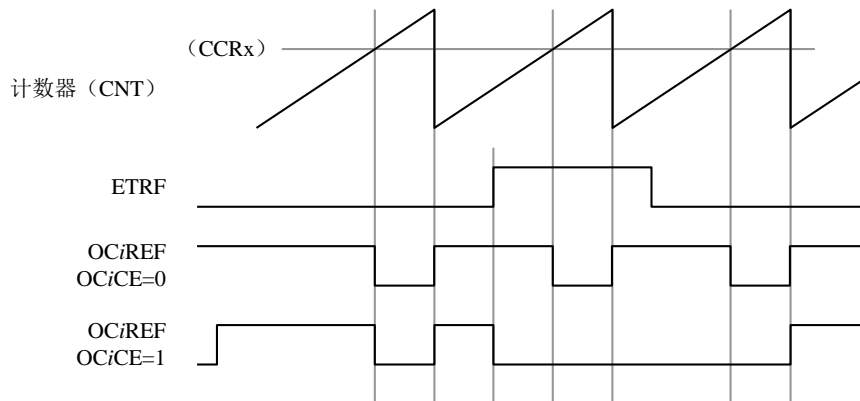 （CCRx）
计数器（CNT）
ETRF
OCiREF
OCiCE=0
OCiREF
OCiCE=1